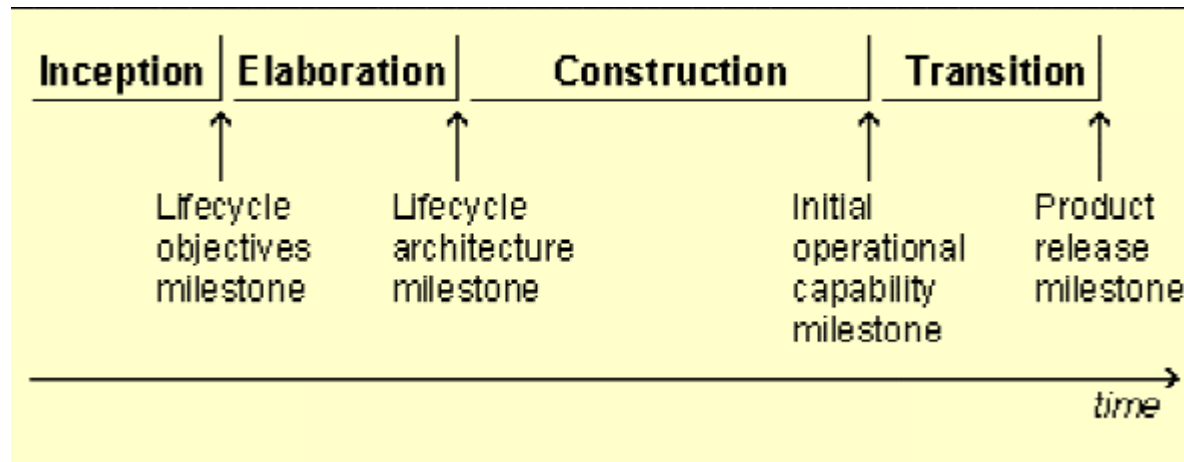 Inception Elaboration Construction Transition
Lifecycle
objectives
milestone
Lifecycle
architecture
milestone
Initial
operational
capability
milestone
Product
release
milestone
time